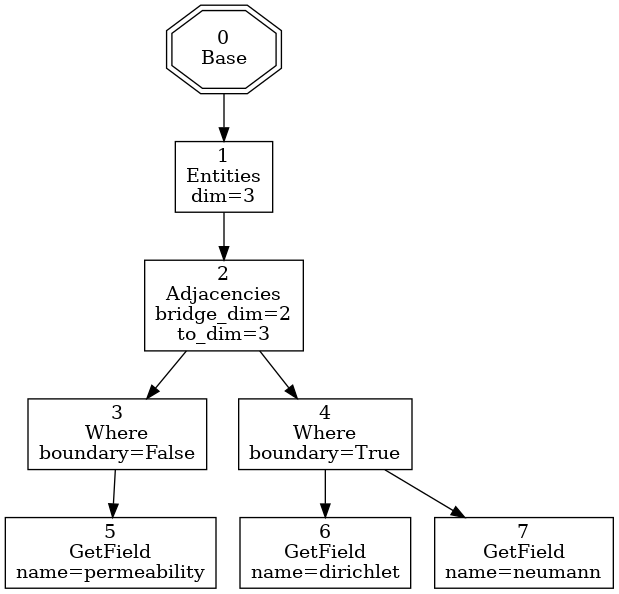 0
Base
1
Entities
dim=3
2
Adjacencies
bridge_dim=2
to_dim=3
3
Where
boundary=False
4
Where
boundary=True
5
GetField
name=permeability
6
GetField
name=dirichlet
7
GetField
name=neumann